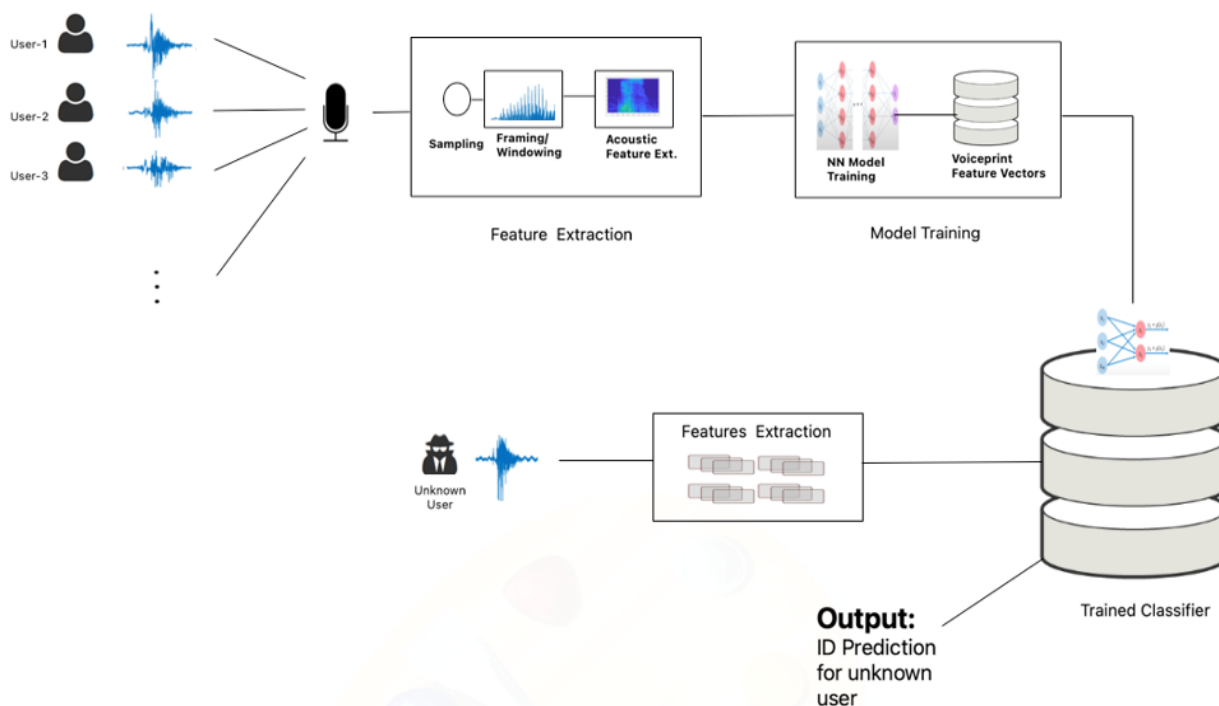 User-1
User-2
User-3
Sampling
Framing/
Windowing
Acoustic
Feature Ext.
Feature Extraction
NN Model
Training
Voiceprint
Feature Vectors
Model Training
Unknown
User
Features Extraction
Trained Classifier
Output:
ID Prediction
for unknown
user